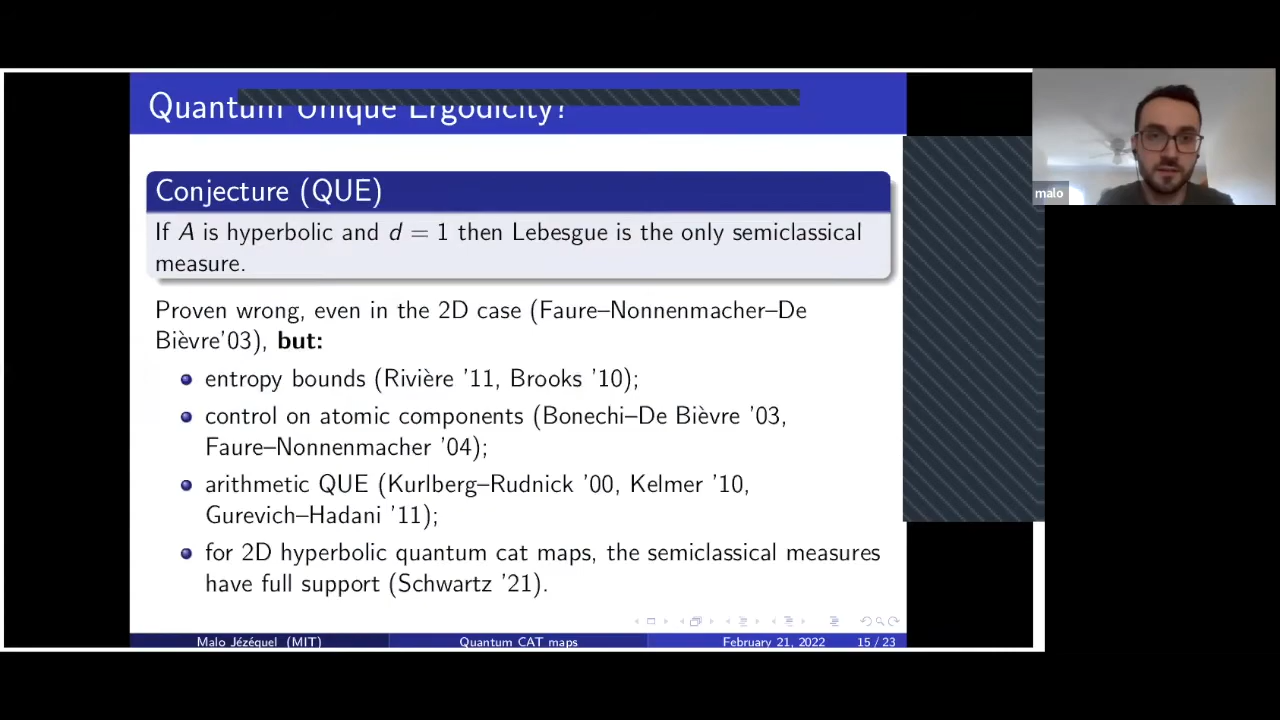 Quantum Unique Ergodicity?
Conjecture (QUE)
If A is hyperbolic and d = 1 then Lebesgue is the only semiclassical
measure.
Proven wrong, even in the 2D case (Faure–Nonnenmacher–De
Bièvre'03), but:
entropy bounds (Rivière '11, Brooks '10);
control on atomic components (Bonechi–De Bièvre '03,
Faure–Nonnenmacher '04);
arithmetic QUE (Kurlberg–Rudnick '00, Kelmer '10,
Gurevich–Hadani '11);
for 2D hyperbolic quantum cat maps, the semiclassical measures
have full support (Schwartz '21).
Malo Jézéquel (MIT) Quantum CAT maps February 21, 2022 15 / 23
malo